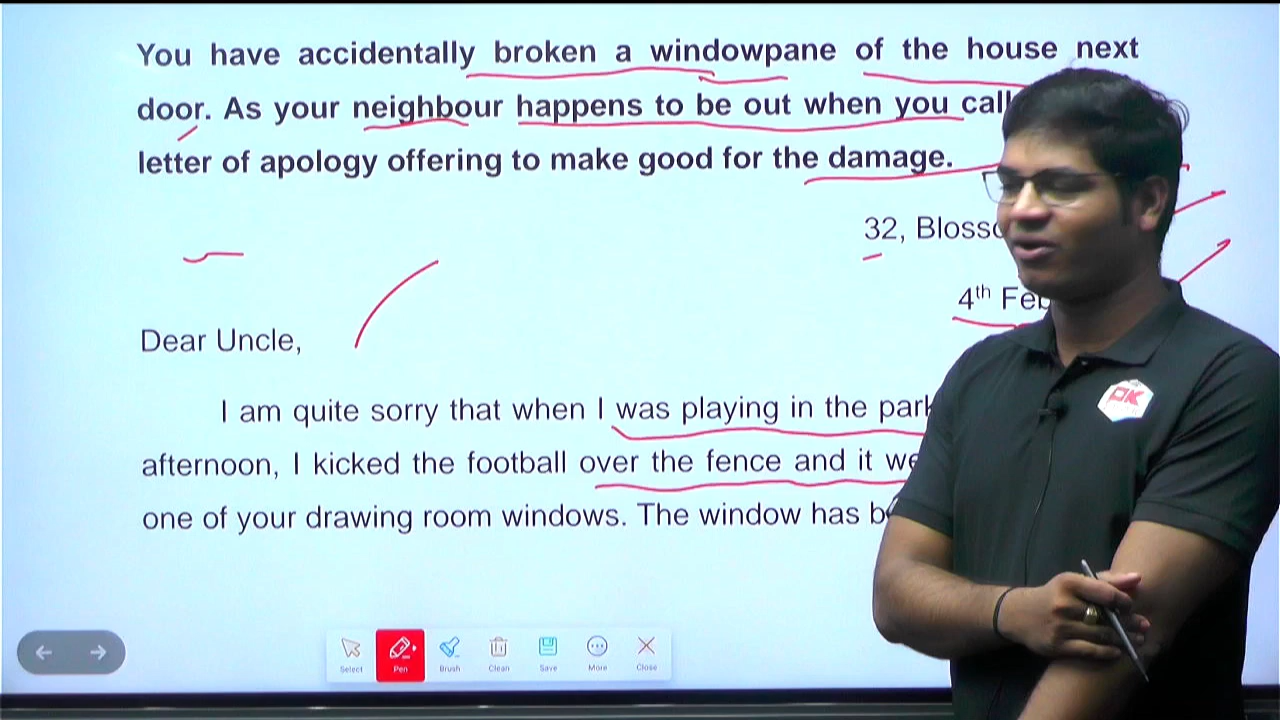 You have accidentally broken a windowpane of the house next
door. As your neighbour happens to be out when you call
letter of apology offering to make good for the damage.
32,
4th
Dear Uncle,
I am quite sorry that when I was playing in the park
afternoon, I kicked the football over the fence and it
one of your drawing room windows. The window has
Select
Pen
Brush
Clean
Save
More
Close
PK